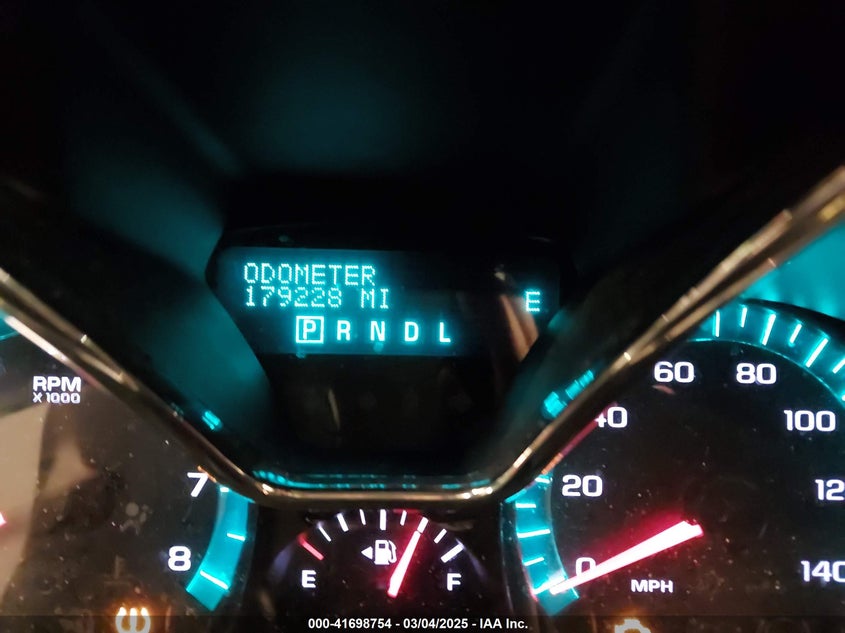 ODOMETER
179228 MI
E
P R N D L
RPM
X 1000
7
8
E
F
0
20
40
60
80
100
12
140
MPH
000-41698754 - 03/04/2025 - IAA Inc.